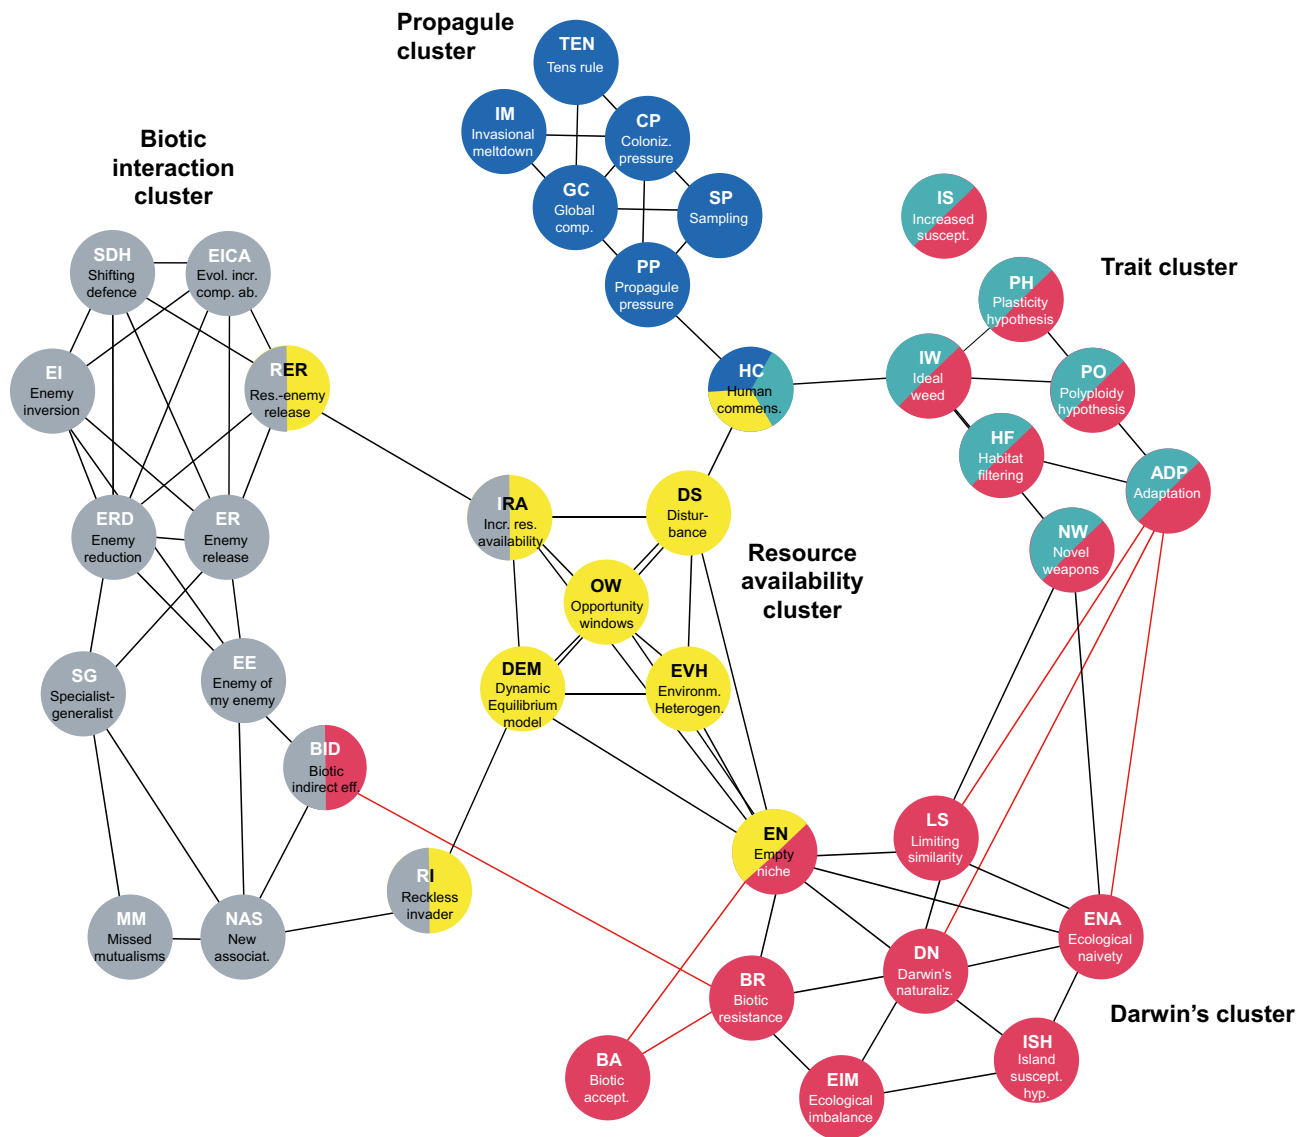 Propagule
cluster
TEN
Tens rule
IM
Invasional
meltdown
CP
Coloniz.
pressure
GC
Global
comp.
SP
Sampling
PP
Propagule
pressure
Biotic
interaction
cluster
SDH
Shifting
defence
EICA
Evol. incr.
comp. ab.
EI
Enemy
inversion
RER
Res.-enemy
release
ERD
Enemy
reduction
ER
Enemy
release
SG
Specialist-
generalist
EE
Enemy of
my enemy
BID
Biotic
indirect eff.
MM
Missed
mutualisms
NAS
New
associat.
RI
Reckless
invader
HC
Human
commens.
IRA
Incr. res.
availability
DS
Distur-
bance
OW
Opportunity
windows
DEM
Dynamic
Equilibrium
model
EVH
Environm.
Heterogen.
Resource
availability
cluster
EN
Empty
niche
IS
Increased
suscept.
Trait cluster
PH
Plasticity
hypothesis
IW
Ideal
weed
PO
Polyploidy
hypothesis
HF
Habitat
filtering
ADP
Adaptation
NW
Novel
weapons
LS
Limiting
similarity
ENA
Ecological
naivety
DN
Darwin's
naturaliz.
BR
Biotic
resistance
BA
Biotic
accept.
EIM
Ecological
imbalance
ISH
Island
suscept.
hyp.
Darwin’s cluster